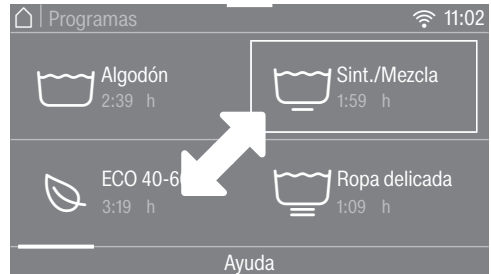 Programas 11:02
Algodón
2:39 h
Sint./Mezcla
1:59 h
ECO 40-6
3:19 h
Ropa delicada
1:09 h
Ayuda